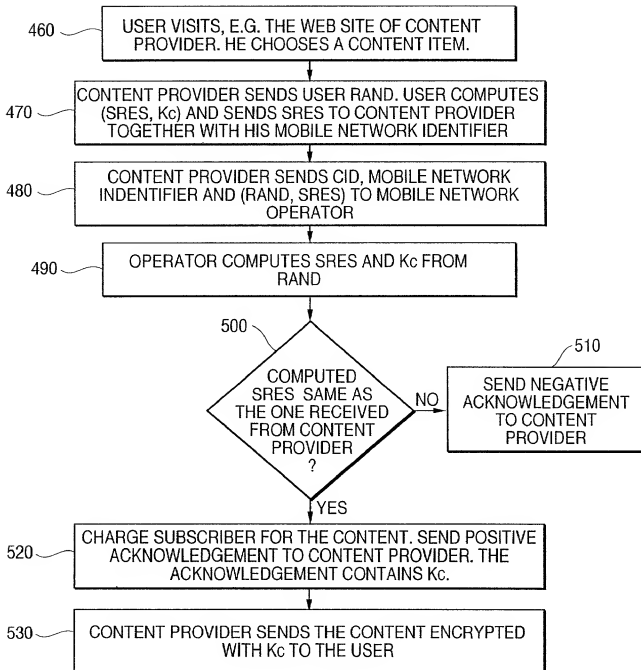 460
USER VISITS, E.G. THE WEB SITE OF CONTENT
PROVIDER. HE CHOOSES A CONTENT ITEM.
470
CONTENT PROVIDER SENDS USER RAND. USER COMPUTES
(SRES, Kc) AND SENDS SRES TO CONTENT PROVIDER
TOGETHER WITH HIS MOBILE NETWORK IDENTIFIER
480
CONTENT PROVIDER SENDS CID, MOBILE NETWORK
INDENTIFIER AND (RAND, SRES) TO MOBILE NETWORK
OPERATOR
490
OPERATOR COMPUTES SRES AND Kc FROM
RAND
500
COMPUTED
SRES SAME AS
THE ONE RECEIVED
FROM CONTENT
PROVIDER
?
NO
510
SEND NEGATIVE
ACKNOWLEDGEMENT
TO CONTENT
PROVIDER
YES
520
CHARGE SUBSCRIBER FOR THE CONTENT. SEND POSITIVE
ACKNOWLEDGEMENT TO CONTENT PROVIDER. THE
ACKNOWLEDGEMENT CONTAINS Kc.
530
CONTENT PROVIDER SENDS THE CONTENT ENCRYPTED
WITH Kc TO THE USER